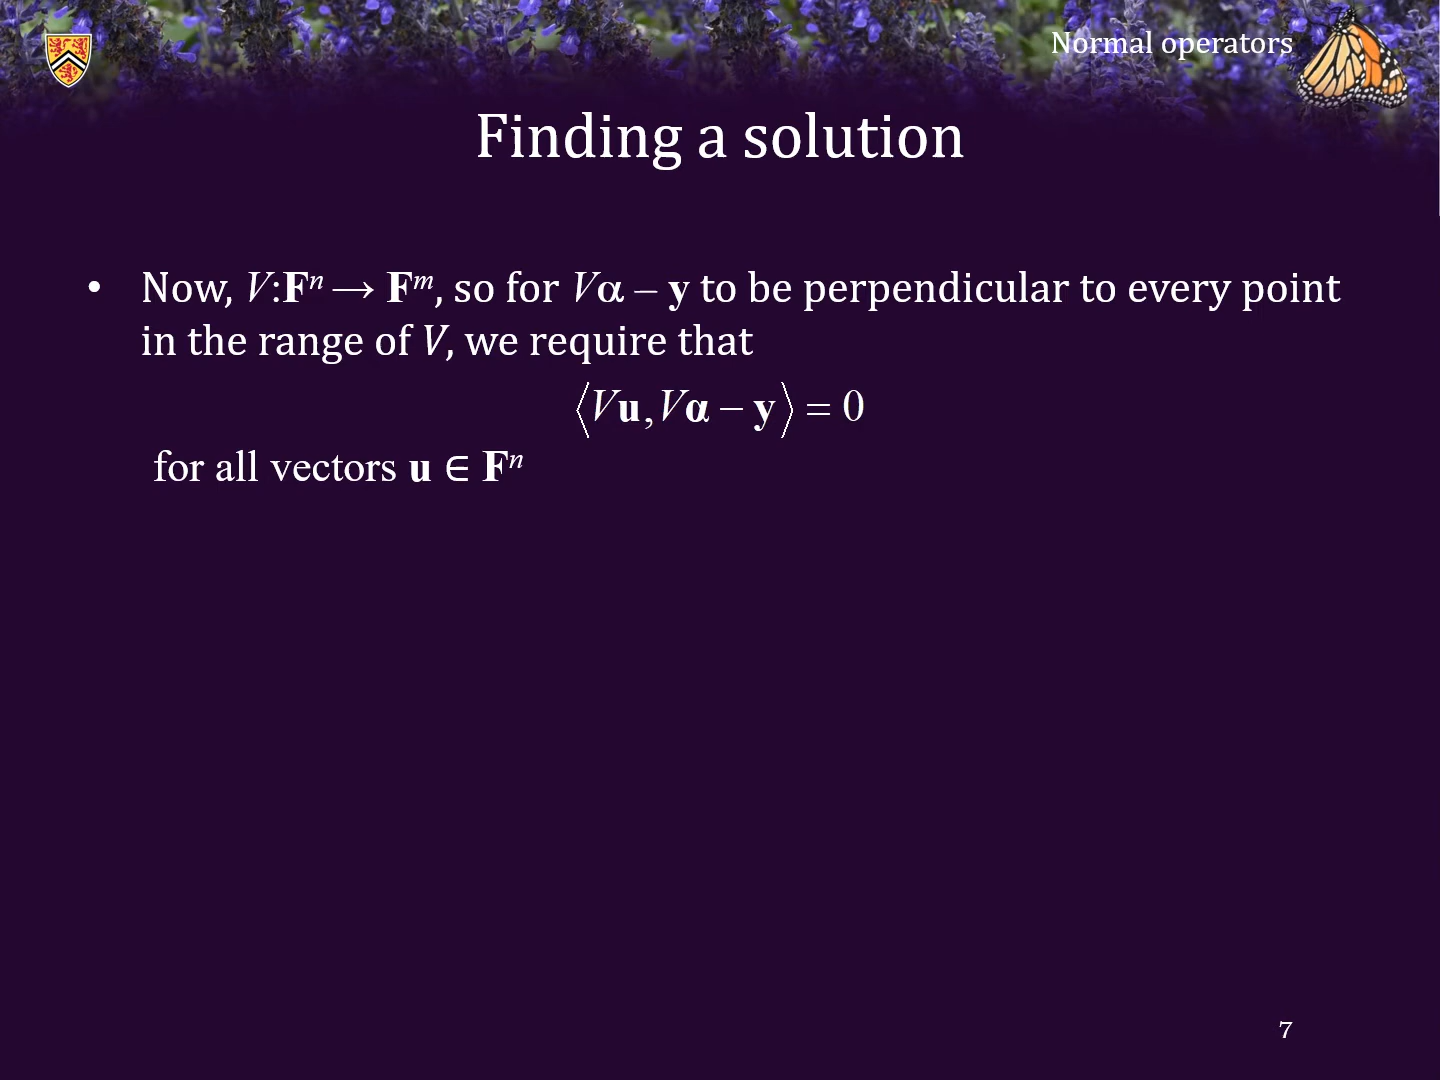 Normal operators
Finding a solution
• Now, V:Fⁿ → Fᵐ, so for Vα – y to be perpendicular to every point
in the range of V, we require that
⟨Vu, Vα – y⟩ = 0
for all vectors u ∈ Fⁿ
7